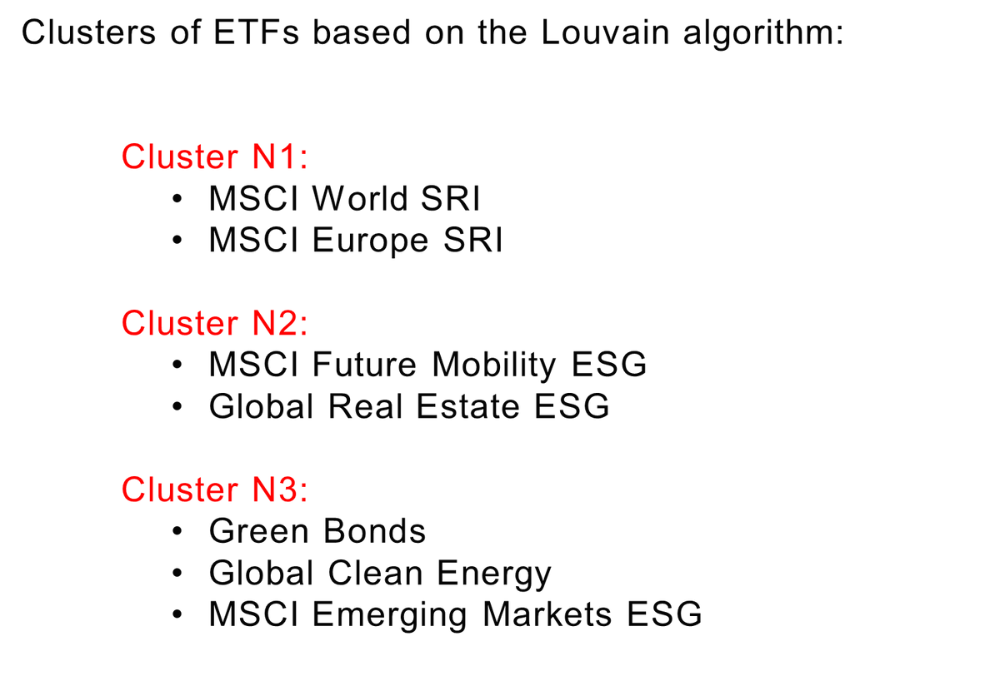 Clusters of ETFs based on the Louvain algorithm:
Cluster N1:
• MSCI World SRI
• MSCI Europe SRI
Cluster N2:
• MSCI Future Mobility ESG
• Global Real Estate ESG
Cluster N3:
• Green Bonds
• Global Clean Energy
• MSCI Emerging Markets ESG